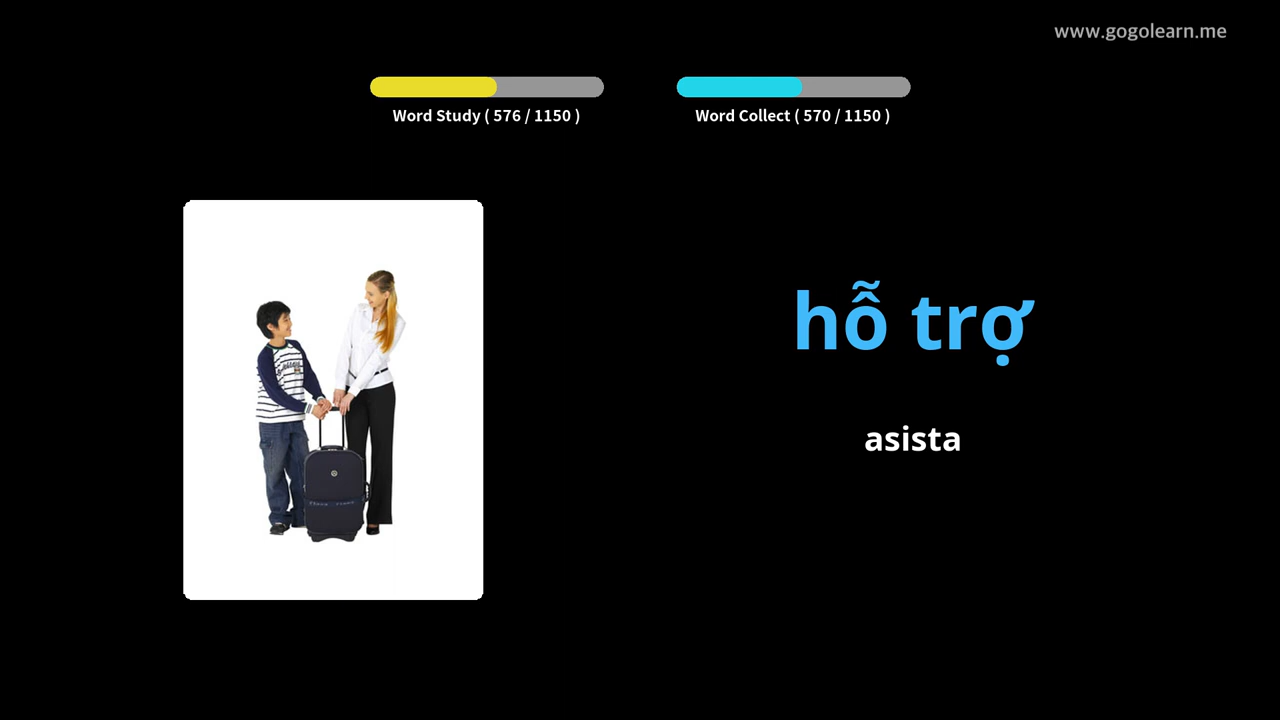 www.gogolearn.me
Word Study ( 576 / 1150 )
Word Collect ( 570 / 1150 )
hỗ trợ
asista